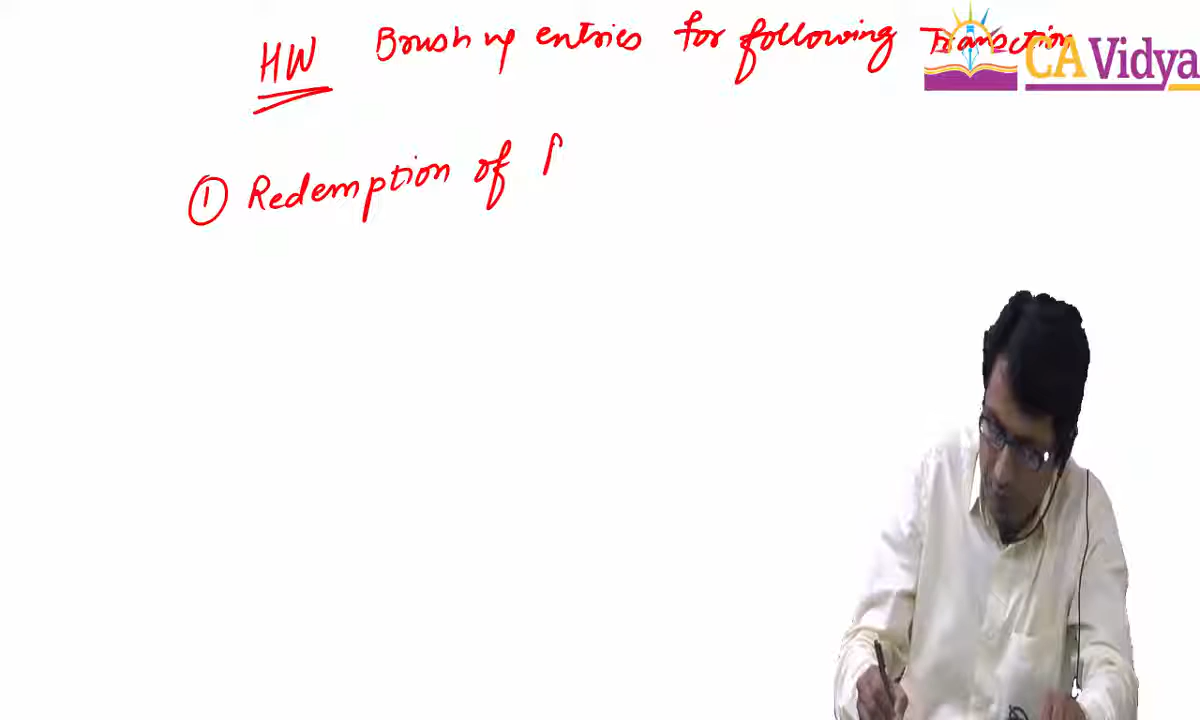 HW Brush up entries for following Transaction
CA Vidya
① Redemption of